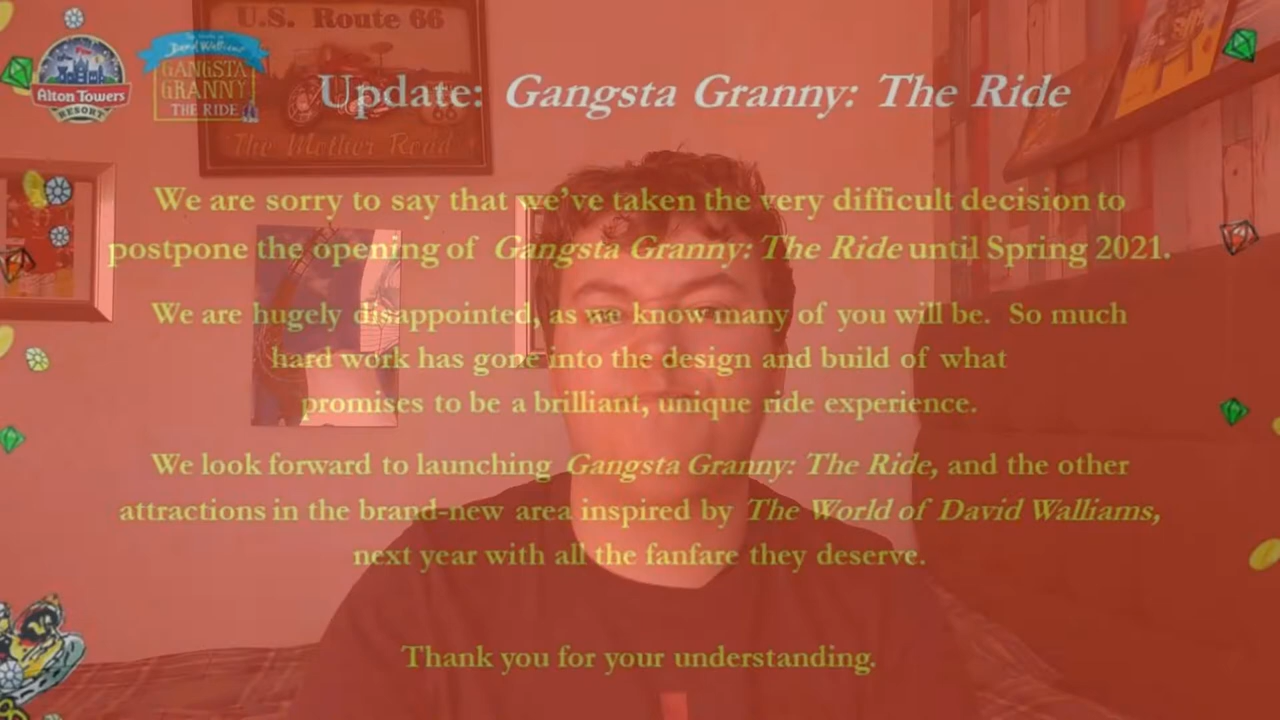 U.S. Route 66
Alton Towers
RESORT
David Walliams'
GANGSTA
GRANNY
THE RIDE
Update: Gangsta Granny: The Ride
66
The Mother Road
We are sorry to say that we've taken the very difficult decision to
postpone the opening of Gangsta Granny: The Ride until Spring 2021.
We are hugely disappointed, as we know many of you will be. So much
hard work has gone into the design and build of what
promises to be a brilliant, unique ride experience.
We look forward to launching Gangsta Granny: The Ride, and the other
attractions in the brand-new area inspired by The World of David Walliams,
next year with all the fanfare they deserve.
Thank you for your understanding.